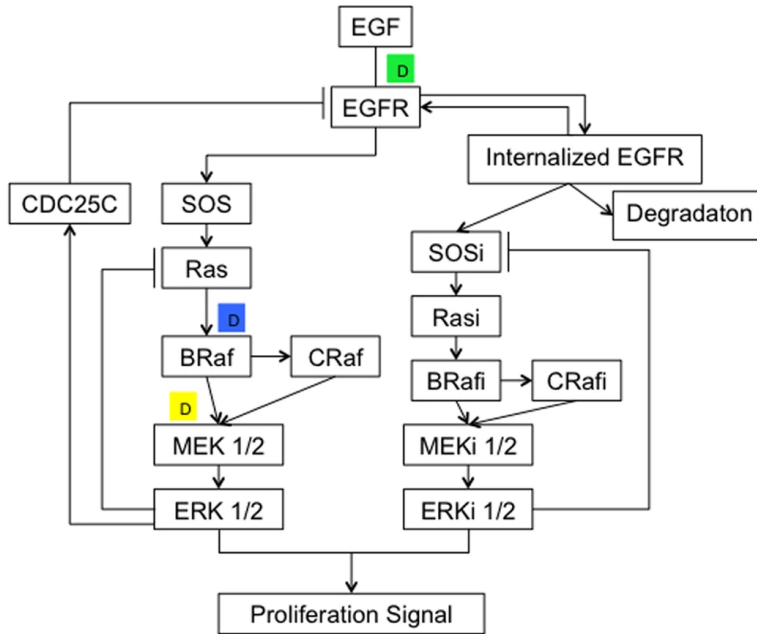 EGF
D
EGFR
Internalized EGFR
CDC25C
SOS
Degradaton
SOSi
Ras
Rasi
D
BRaf
CRaf
BRafi
CRafi
D
MEK 1/2
MEKi 1/2
ERK 1/2
ERKi 1/2
Proliferation Signal